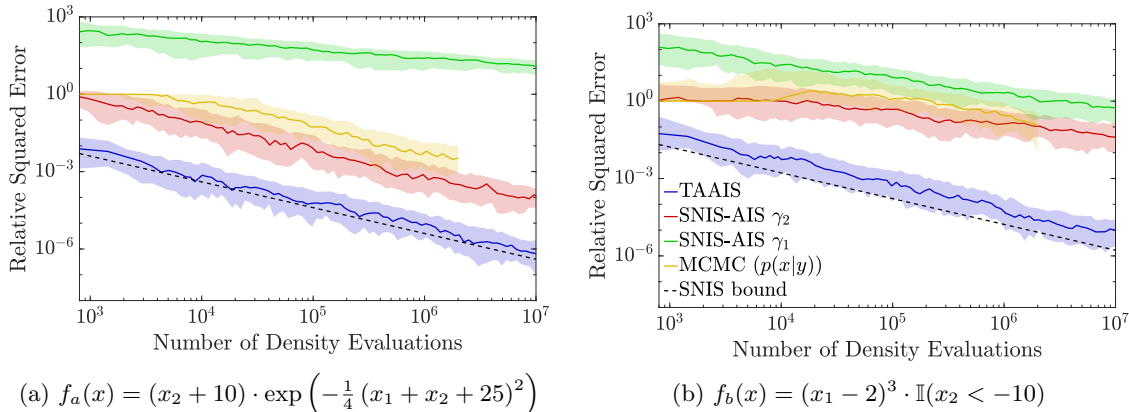 Relative Squared Error
10^0
10^{-3}
10^{-6}
10^3 10^4 10^5 10^6 10^7
Number of Density Evaluations
(a) f_a(x) = (x_2 + 10) · exp(−\frac{1}{4} (x_1 + x_2 + 25)^2)
Relative Squared Error
10^2
10^0
10^{-3}
10^{-6}
10^3 10^4 10^5 10^6 10^7
Number of Density Evaluations
TAAIS
SNIS-AIS γ_2
SNIS-AIS γ_1
MCMC (p(x|y))
SNIS bound
(b) f_b(x) = (x_1 − 2)^3 · 𝕀(x_2 < −10)